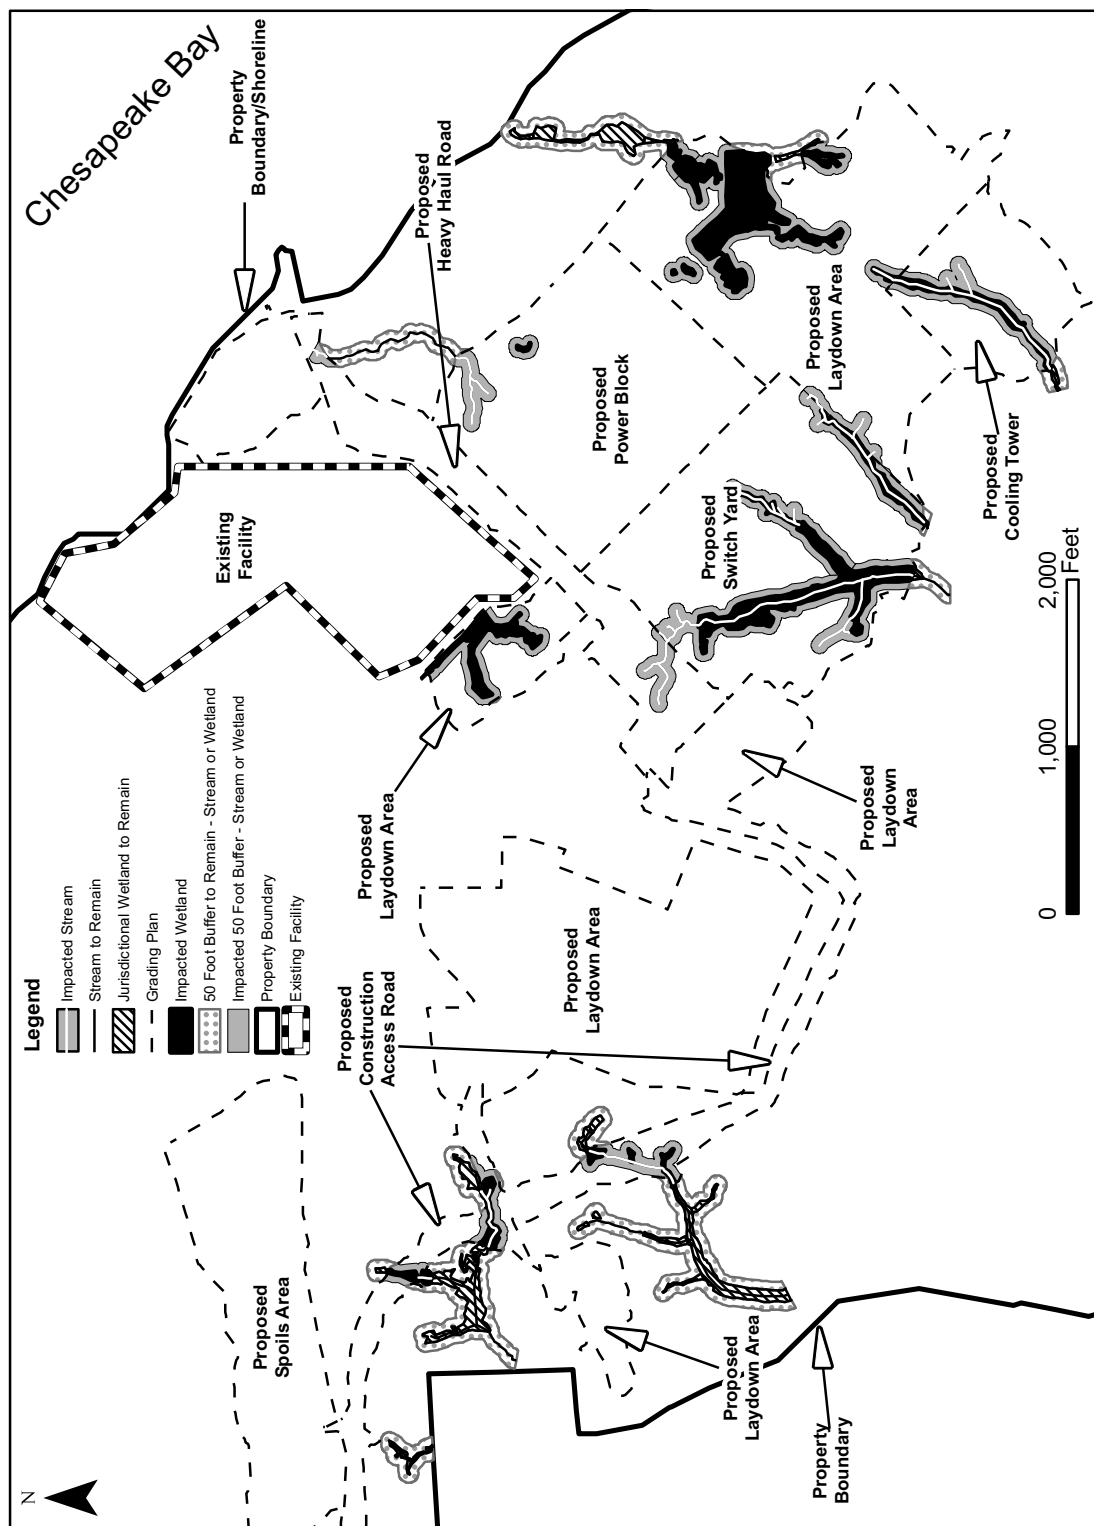 N
Chesapeake Bay
Property
Boundary/Shoreline
Proposed
Heavy Haul Road
Existing
Facility
Legend
Impacted Stream
Stream to Remain
Jurisdictional Wetland to Remain
Grading Plan
Impacted Wetland
50 Foot Buffer to Remain - Stream or Wetland
Impacted 50 Foot Buffer - Stream or Wetland
Property Boundary
Existing Facility
Proposed
Spoils Area
Proposed
Construction
Access Road
Proposed
Laydown Area
Proposed
Laydown Area
Proposed
Power Block
Proposed
Switch Yard
Proposed
Laydown Area
Proposed
Laydown Area
Proposed
Laydown
Area
Proposed
Cooling Tower
Property
Boundary
0
1,000
2,000
Feet